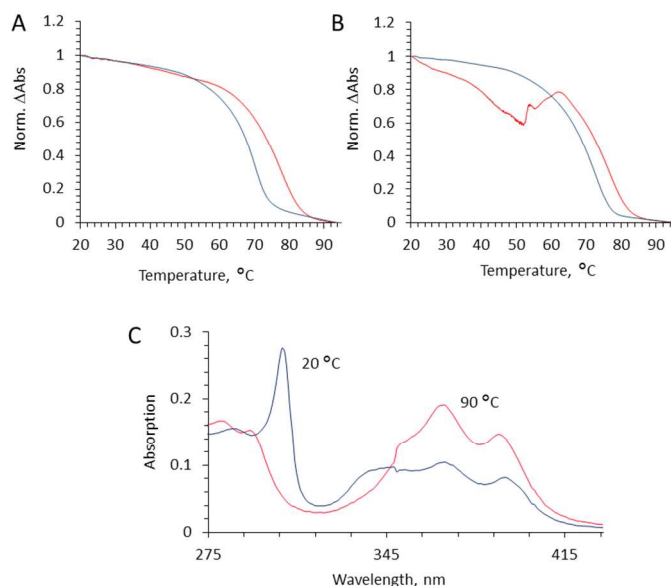 A
1.2
1
0.8
0.6
0.4
0.2
0
Norm. ΔAbs
20 30 40 50 60 70 80 90
Temperature, °C
B
1.2
1
0.8
0.6
0.4
0.2
0
Norm. ΔAbs
20 30 40 50 60 70 80 90
Temperature, °C
C
0.3
0.2
0.1
0
Absorption
20 °C
90 °C
275 345 415
Wavelength, nm